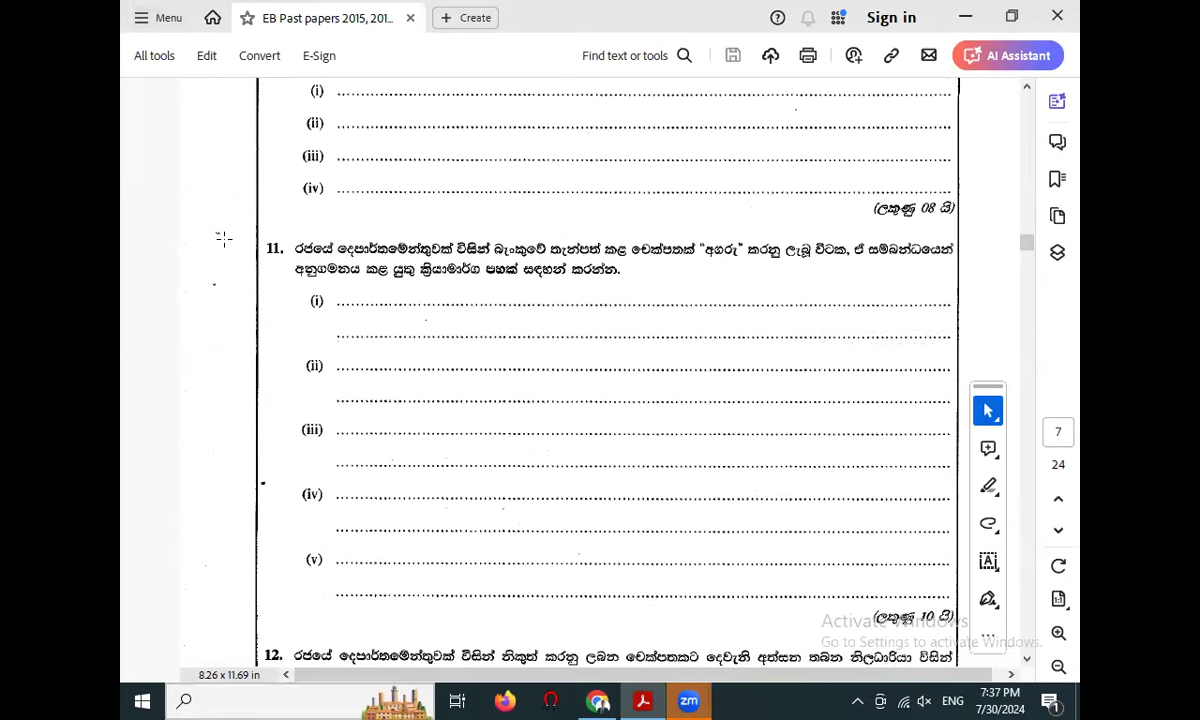 Menu
EB Past papers 2015, 201...
Create
Sign in
All tools
Edit
Convert
E-Sign
Find text or tools
AI Assistant
(i)
(ii)
(iii)
(iv)
(ලකුණු 08 යි)
11. රජයේ දෙපාර්තමේන්තුවක් විසින් බැංකුවේ තැන්පත් කළ චෙක්පතක් "අගරු" කරනු ලැබූ විටක, ඒ සම්බන්ධයෙන්
අනුගමනය කළ යුතු ක්‍රියාමාර්ග පහක් සඳහන් කරන්න.
(i)
(ii)
(iii)
(iv)
(v)
(ලකුණු 10 යි)
12. රජයේ දෙපාර්තමේන්තුවක් විසින් නිකුත් කරනු ලබන චෙක්පතකට දෙවැනි අත්සන තබන නිලධාරියා විසින්
7
24
Activate Windows
Go to Settings to activate Windows.
8.26 x 11.69 in
zm
ENG
7:37 PM
7/30/2024
1